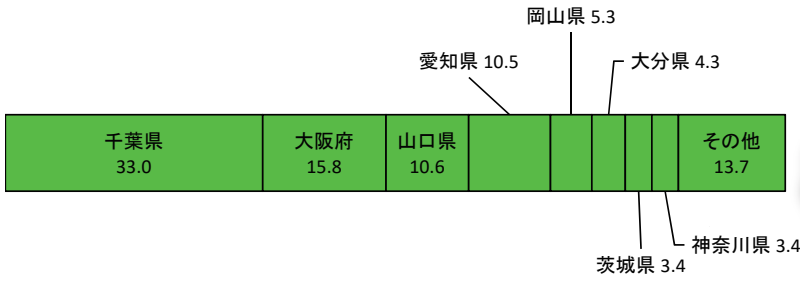 岡山県 5.3
愛知県 10.5
大分県 4.3
千葉県
33.0
大阪府
15.8
山口県
10.6
その他
13.7
神奈川県 3.4
茨城県 3.4